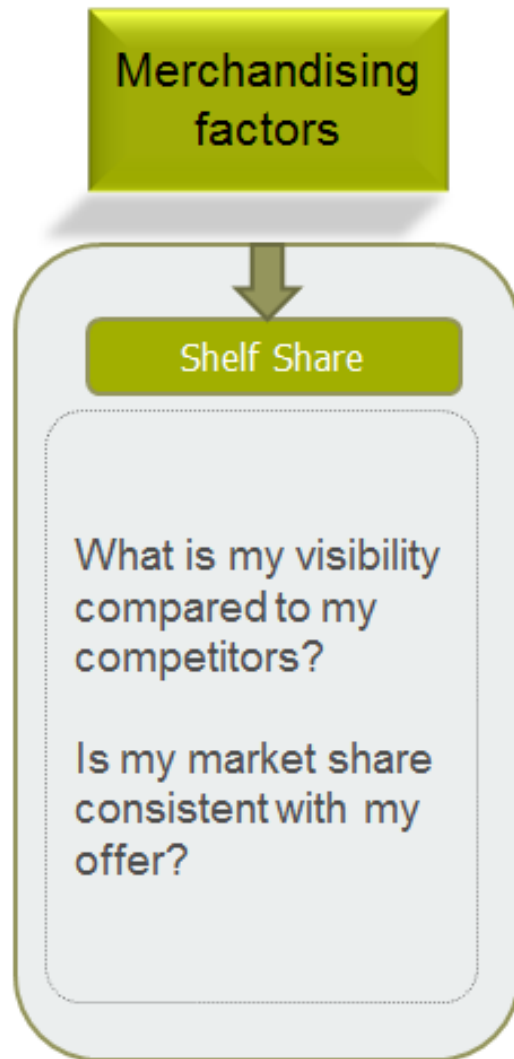 Merchandising
factors
Shelf Share
What is my visibility
compared to my
competitors?
Is my market share
consistent with my
offer?